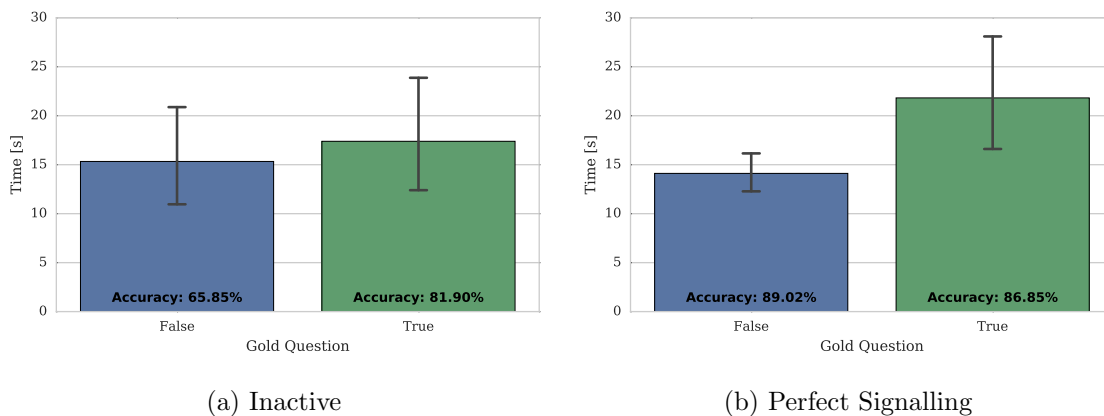 30
25
20
15
10
5
0
Time [s]
Accuracy: 65.85%
Accuracy: 81.90%
False
True
Gold Question
(a) Inactive
30
25
20
15
10
5
0
Time [s]
Accuracy: 89.02%
Accuracy: 86.85%
False
True
Gold Question
(b) Perfect Signalling